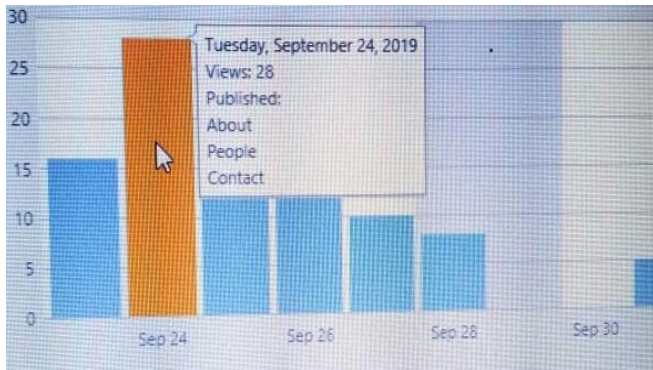 30
25
20
15
10
5
0
Tuesday, September 24, 2019
Views: 28
Published:
About
People
Contact
Sep 24
Sep 26
Sep 28
Sep 30